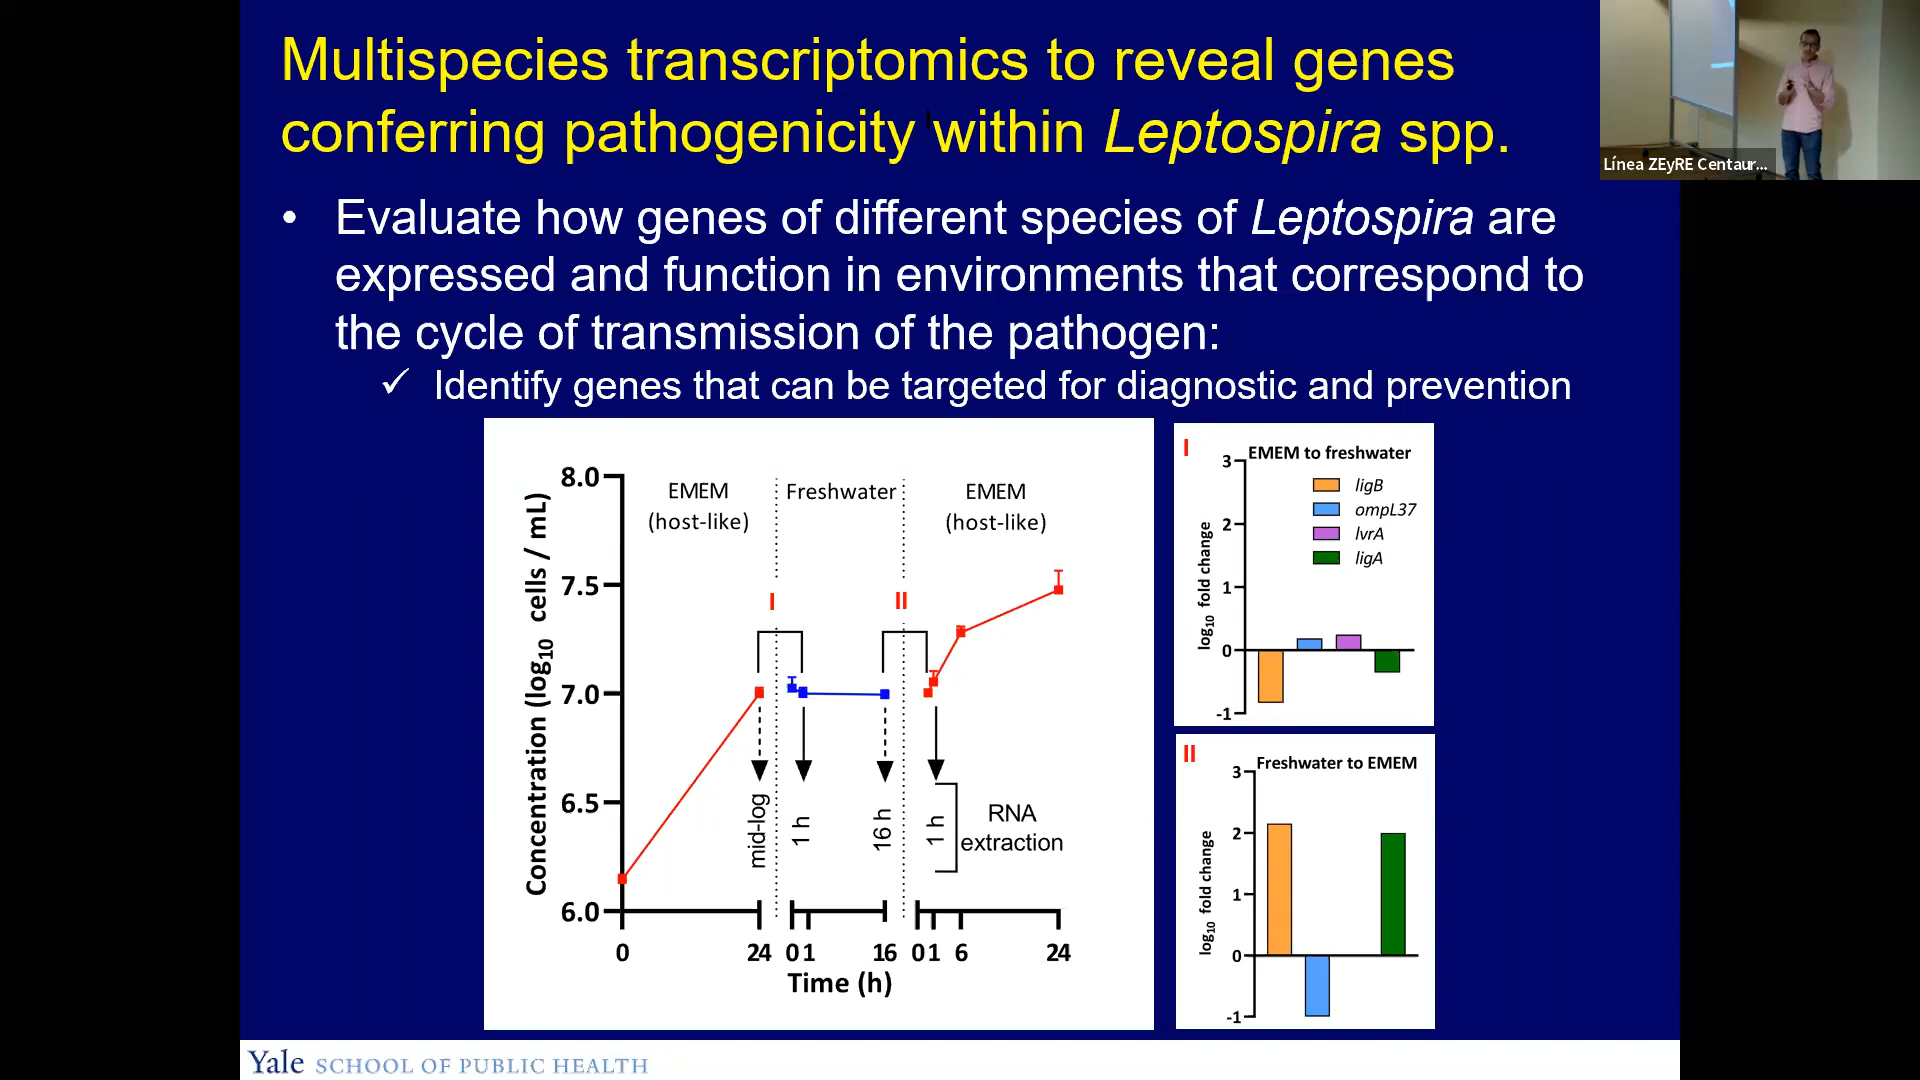 Multispecies transcriptomics to reveal genes
conferring pathogenicity within Leptospira spp.
Línea ZEyRE Centaur...
• Evaluate how genes of different species of Leptospira are
expressed and function in environments that correspond to
the cycle of transmission of the pathogen:
✓ Identify genes that can be targeted for diagnostic and prevention
Concentration (log10 cells / mL)
8.0
7.5
7.0
6.5
6.0
EMEM
(host-like)
Freshwater
EMEM
(host-like)
I
II
mid-log
1 h
16 h
1 h
RNA
extraction
0 24 0 1 16 0 1 6 24
Time (h)
I
EMEM to freshwater
log10 fold change
3
2
1
0
-1
ligB
ompL37
lvrA
ligA
II
Freshwater to EMEM
log10 fold change
3
2
1
0
-1
Yale SCHOOL OF PUBLIC HEALTH